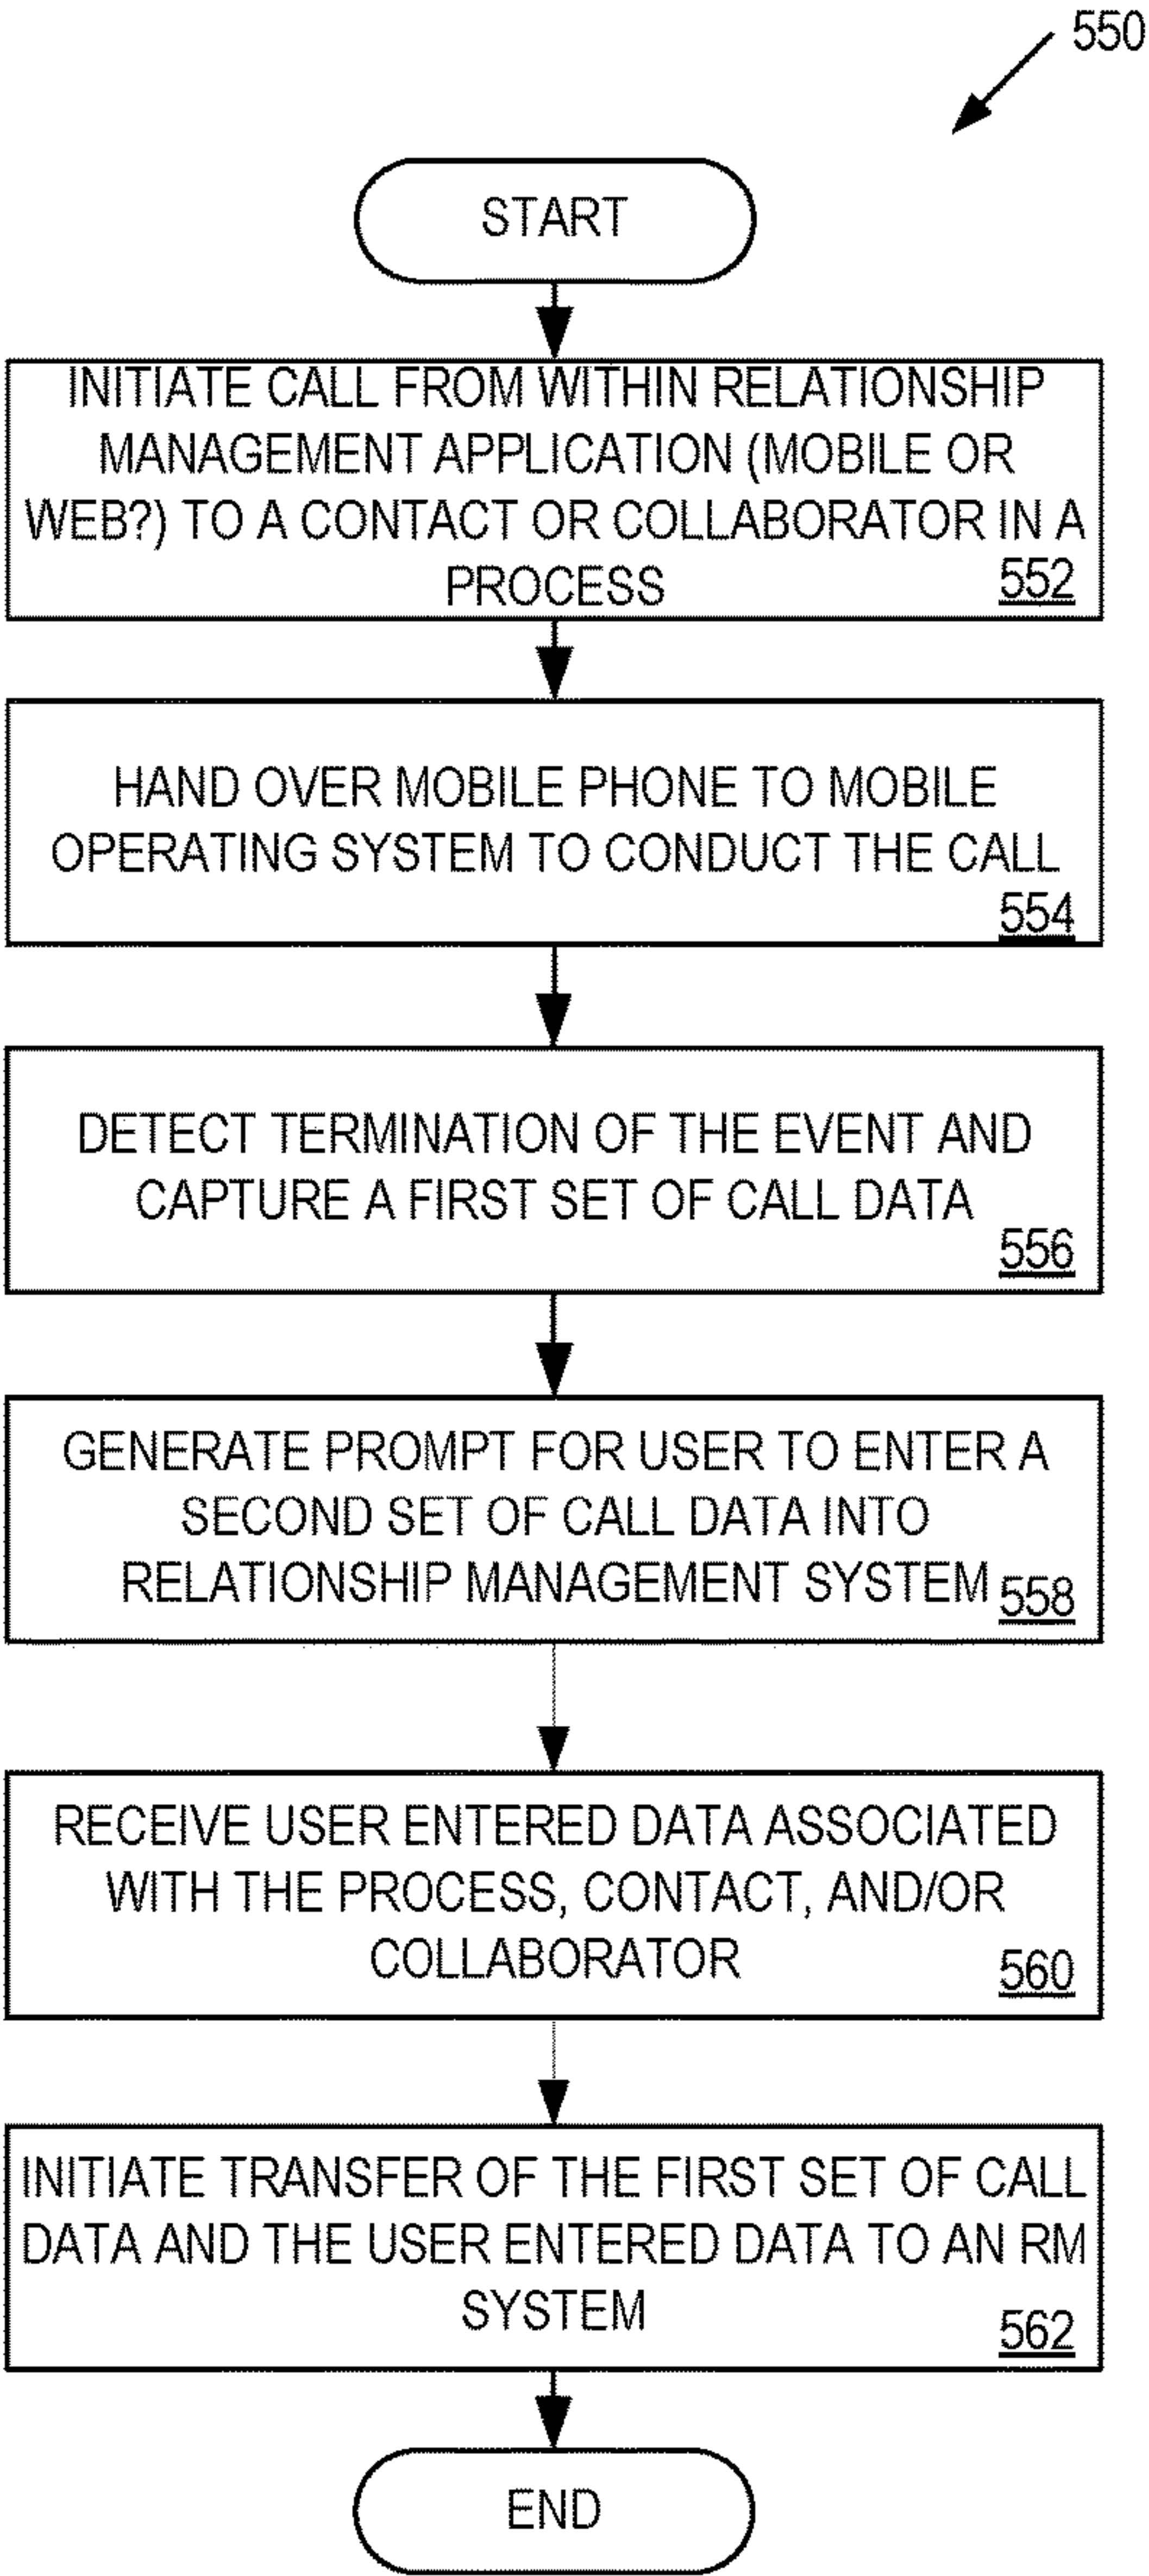 550
START
INITIATE CALL FROM WITHIN RELATIONSHIP
MANAGEMENT APPLICATION (MOBILE OR
WEB?) TO A CONTACT OR COLLABORATOR IN A
PROCESS
552
HAND OVER MOBILE PHONE TO MOBILE
OPERATING SYSTEM TO CONDUCT THE CALL
554
DETECT TERMINATION OF THE EVENT AND
CAPTURE A FIRST SET OF CALL DATA
556
GENERATE PROMPT FOR USER TO ENTER A
SECOND SET OF CALL DATA INTO
RELATIONSHIP MANAGEMENT SYSTEM
558
RECEIVE USER ENTERED DATA ASSOCIATED
WITH THE PROCESS, CONTACT, AND/OR
COLLABORATOR
560
INITIATE TRANSFER OF THE FIRST SET OF CALL
DATA AND THE USER ENTERED DATA TO AN RM
SYSTEM
562
END